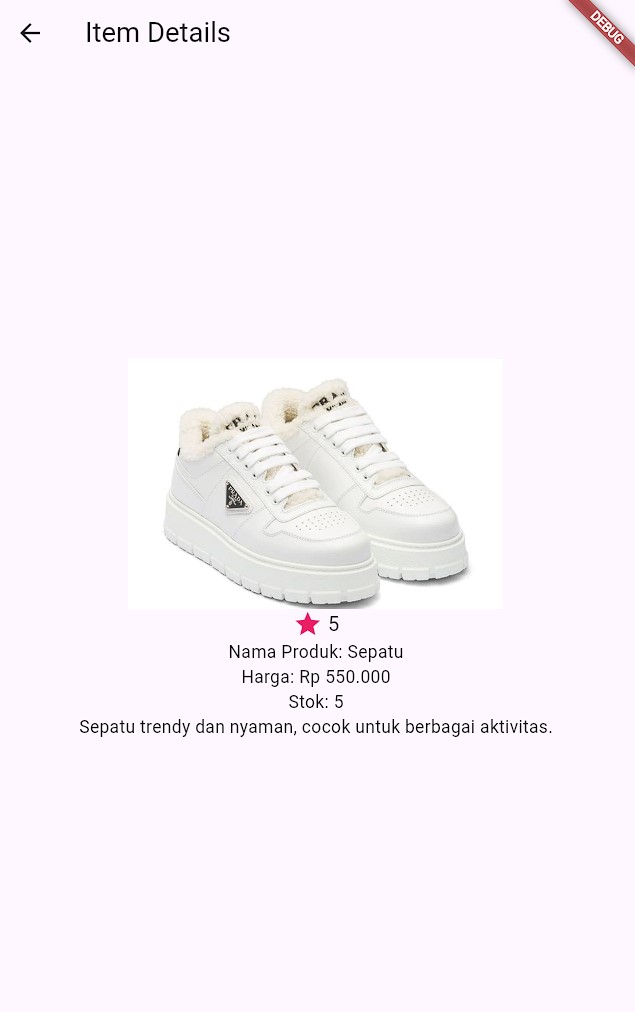 Item Details
DEBUG
PRADA
5
Nama Produk: Sepatu
Harga: Rp 550.000
Stok: 5
Sepatu trendy dan nyaman, cocok untuk berbagai aktivitas.